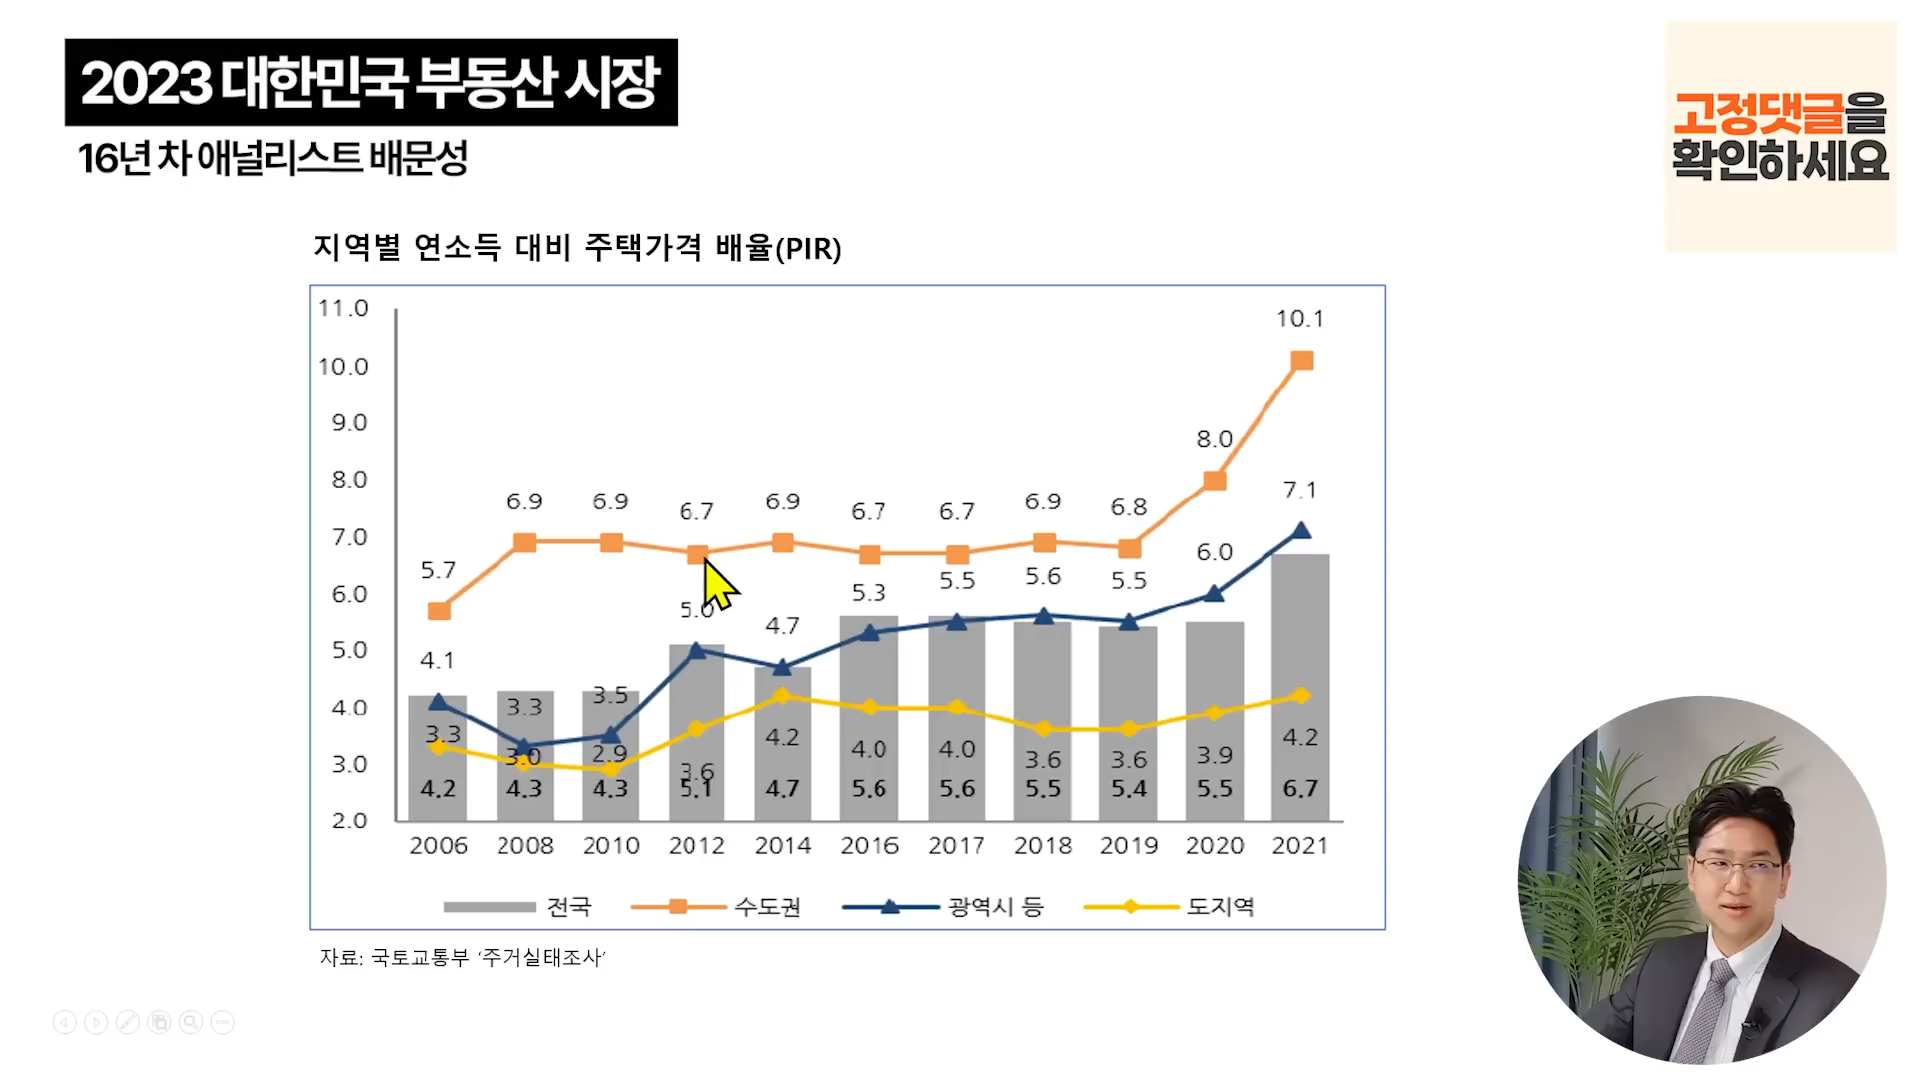 2023 대한민국 부동산 시장
16년 차 애널리스트 배문성
고정댓글을
확인하세요
지역별 연소득 대비 주택가격 배율(PIR)
11.0
10.0
9.0
8.0
7.0
6.0
5.0
4.0
3.0
2.0
5.7 6.9 6.9 6.7 6.9 6.7 6.7 6.9 6.8 8.0 10.1
4.1 3.3 3.5 5.0 4.7 5.3 5.5 5.6 5.5 6.0 7.1
3.3 3.0 2.9 3.6 4.2 4.0 4.0 3.6 3.6 3.9 4.2
4.2 4.3 4.3 5.1 4.7 5.6 5.6 5.5 5.4 5.5 6.7
2006 2008 2010 2012 2014 2016 2017 2018 2019 2020 2021
전국 수도권 광역시 등 도지역
자료: 국토교통부 ‘주거실태조사’